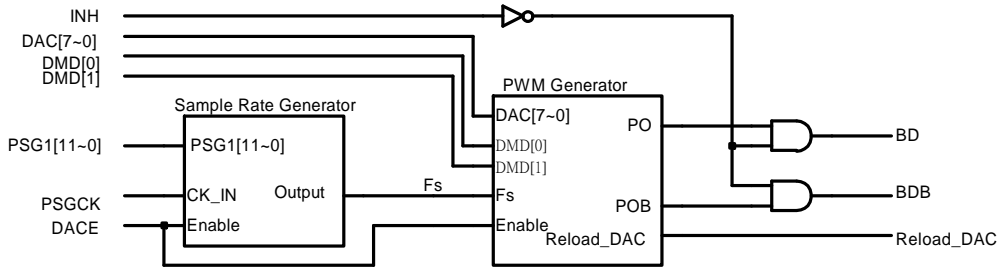 INH
DAC[7~0]
DMD[0]
DMD[1]
PWM Generator
Sample Rate Generator
DAC[7~0]
PO
BD
PSG1[11~0]
PSG1[11~0]
DMD[0]
DMD[1]
Fs
PSGCK
CK_IN
Output
Fs
POB
BDB
DACE
Enable
Enable
Reload_DAC
Reload_DAC